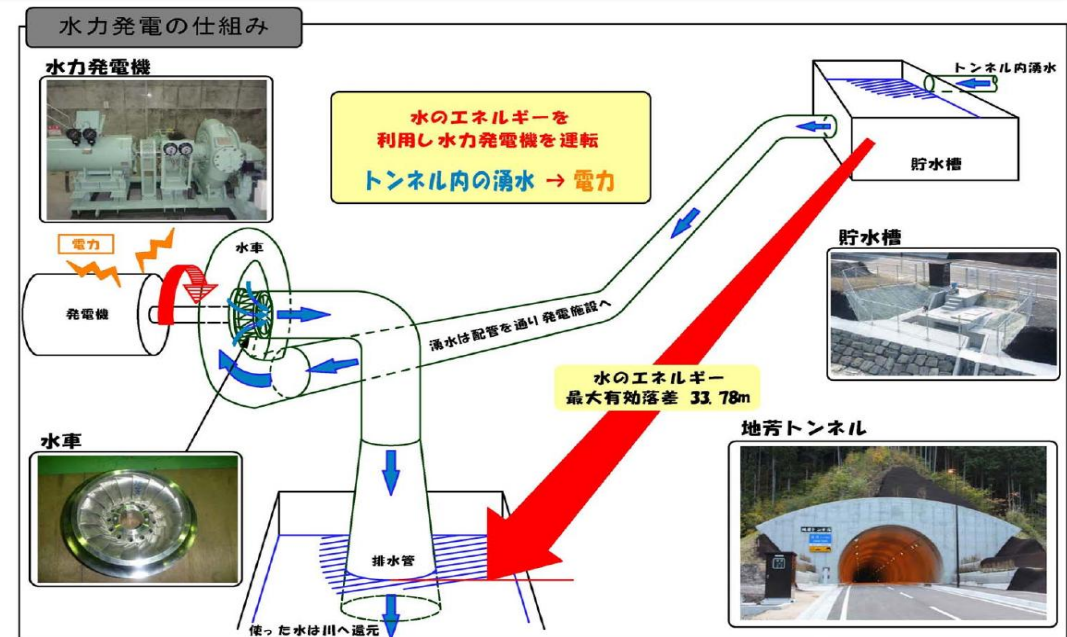 水力発電の仕組み
水力発電機
水のエネルギーを
利用し水力発電機を運転
トンネル内の湧水 → 電力
トンネル内湧水
貯水槽
電力
水車
発電機
湧水は配管を通り発電施設へ
貯水槽
水のエネルギー
最大有効落差 33.78m
水車
地芳トンネル
排水管
使った水は川へ還元